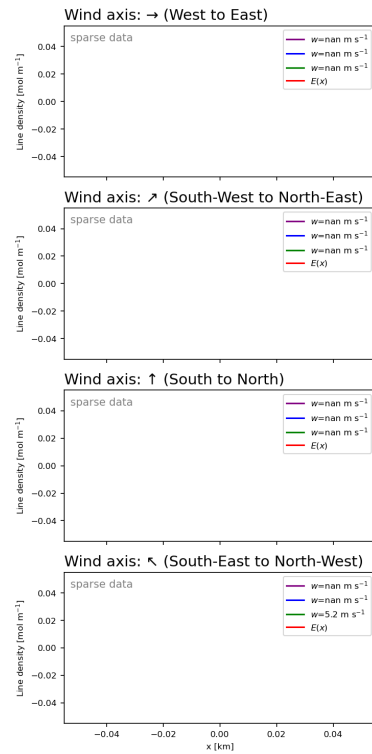 Wind axis: → (West to East)
sparse data
w=nan m s⁻¹
w=nan m s⁻¹
w=nan m s⁻¹
E(x)
Line density [mol m⁻¹]
0.04
0.02
0.00
−0.02
−0.04
Wind axis: ↗ (South-West to North-East)
sparse data
w=nan m s⁻¹
w=nan m s⁻¹
w=nan m s⁻¹
E(x)
Line density [mol m⁻¹]
0.04
0.02
0.00
−0.02
−0.04
Wind axis: ↑ (South to North)
sparse data
w=nan m s⁻¹
w=nan m s⁻¹
w=nan m s⁻¹
E(x)
Line density [mol m⁻¹]
0.04
0.02
0.00
−0.02
−0.04
Wind axis: ↖ (South-East to North-West)
sparse data
w=nan m s⁻¹
w=nan m s⁻¹
w=5.2 m s⁻¹
E(x)
Line density [mol m⁻¹]
0.04
0.02
0.00
−0.02
−0.04
−0.04 −0.02 0.00 0.02 0.04
x [km]